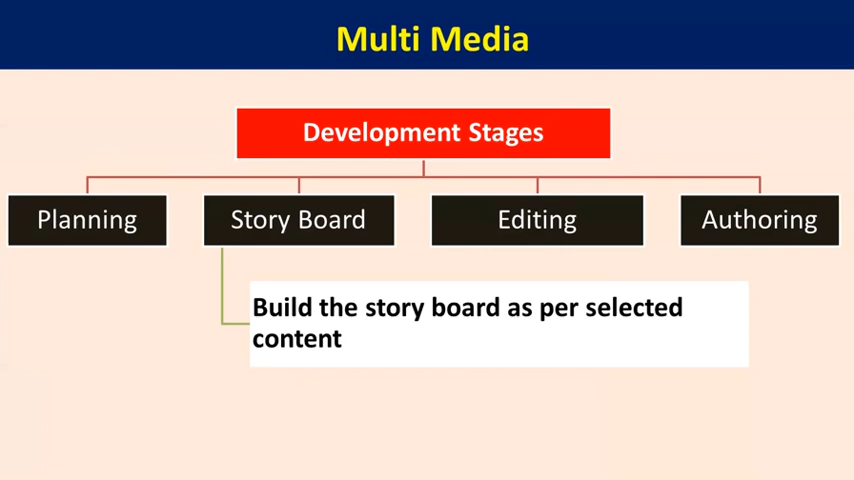 Multi Media
Development Stages
Planning
Story Board
Editing
Authoring
Build the story board as per selected
content